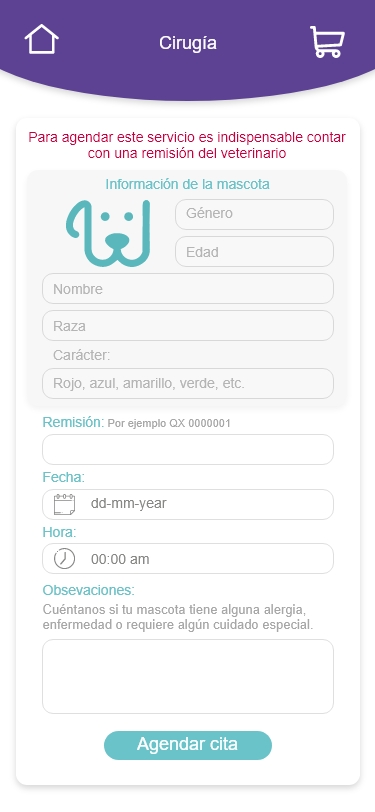 Cirugía
Para agendar este servicio es indispensable contar
con una remisión del veterinario
Información de la mascota
Género
Edad
Nombre
Raza
Carácter:
Rojo, azul, amarillo, verde, etc.
Remisión: Por ejemplo QX 0000001
Fecha:
dd-mm-year
Hora:
00:00 am
Obsevaciones:
Cuéntanos si tu mascota tiene alguna alergia,
enfermedad o requiere algún cuidado especial.
Agendar cita